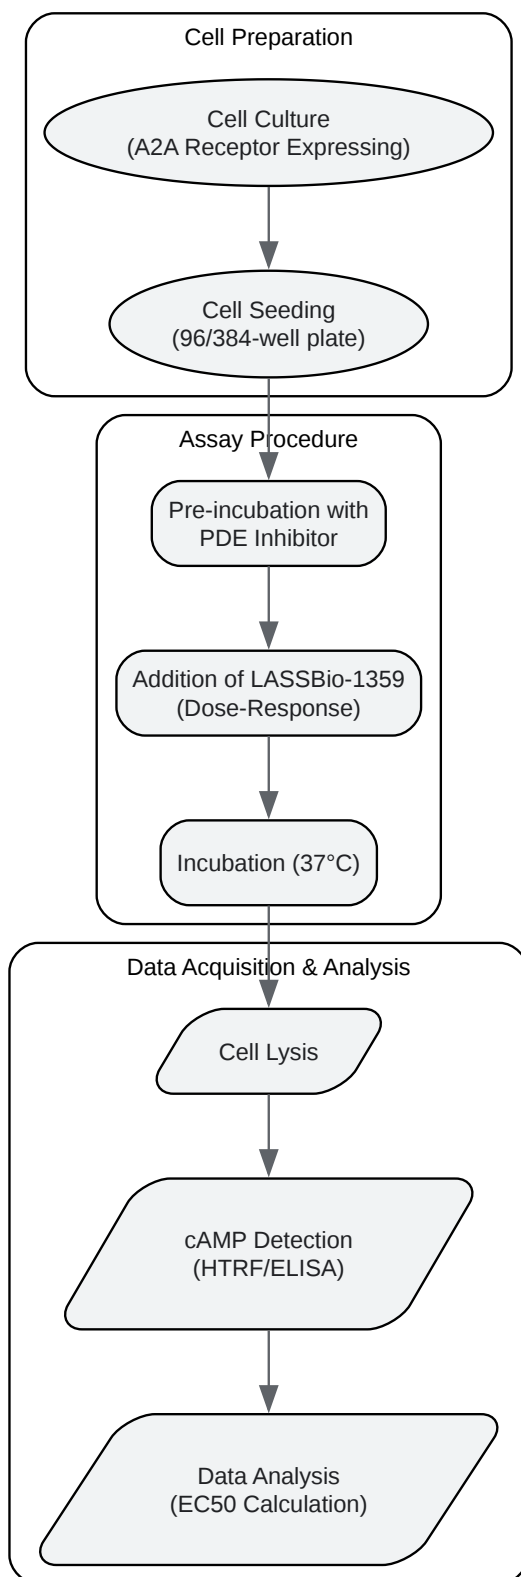 Cell Preparation
Cell Culture
(A2A Receptor Expressing)
Cell Seeding
(96/384-well plate)
Assay Procedure
Pre-incubation with
PDE Inhibitor
Addition of LASSBio-1359
(Dose-Response)
Incubation (37°C)
Data Acquisition & Analysis
Cell Lysis
cAMP Detection
(HTRF/ELISA)
Data Analysis
(EC50 Calculation)